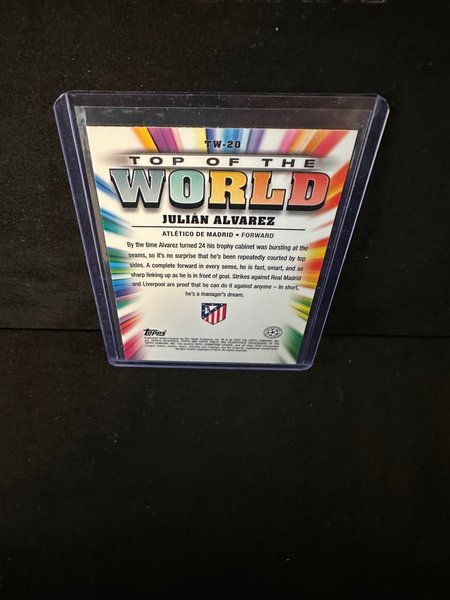 TW-20
TOP OF THE
WORLD
JULIÁN ALVAREZ
ATLÉTICO DE MADRID • FORWARD
By the time Alvarez turned 24 his trophy cabinet was bursting at the
seams, so it's no surprise that he's been repeatedly courted by top
sides. A complete forward in every sense, he is fast, smart, and as
sharp linking up as he is in front of goal. Strikes against Real Madrid
and Liverpool are proof that he can do it against anyone – in short,
he's a manager's dream.
Topps